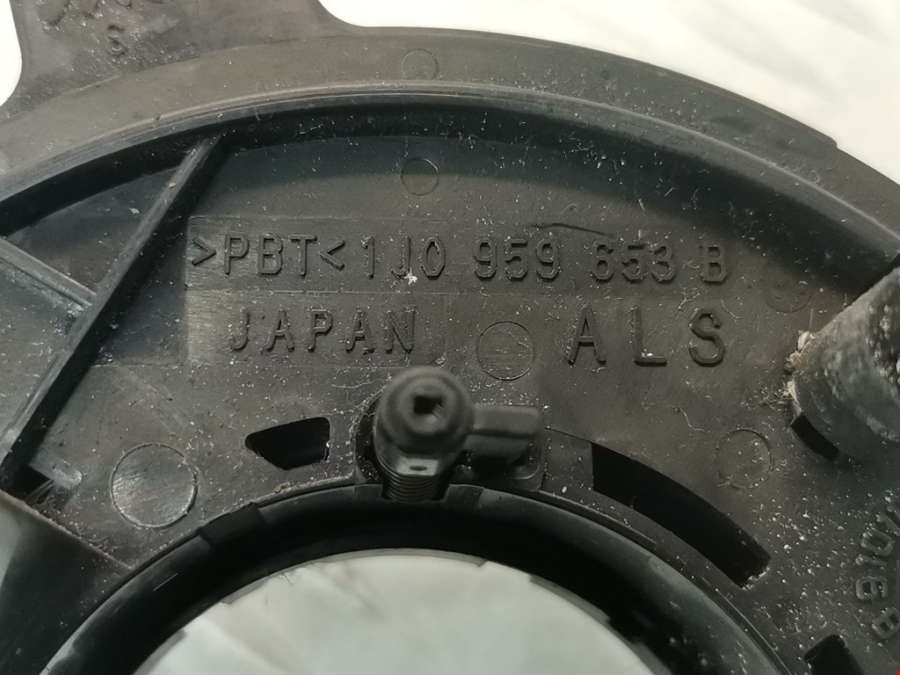 S
>PBT< 1J0 959 653 B
JAPAN ALS